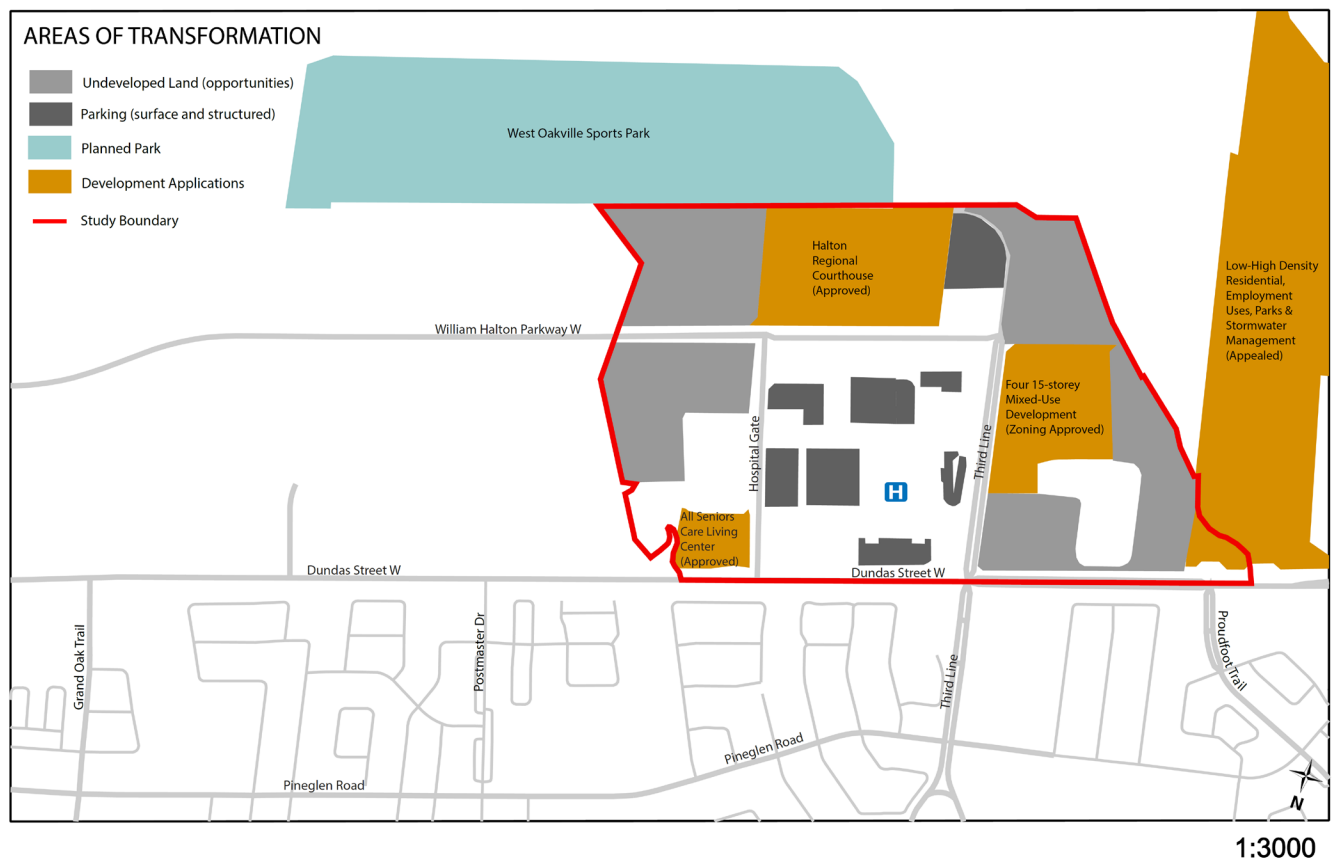 AREAS OF TRANSFORMATION
Undeveloped Land (opportunities)
Parking (surface and structured)
Planned Park
Development Applications
Study Boundary
West Oakville Sports Park
Halton
Regional
Courthouse
(Approved)
Low-High Density
Residential,
Employment
Uses, Parks &
Stormwater
Management
(Appealed)
William Halton Parkway W
Four 15-storey
Mixed-Use
Development
(Zoning Approved)
Hospital Gate
Third Line
H
All Seniors
Care Living
Center
(Approved)
Dundas Street W
Dundas Street W
Grand Oak Trail
Postmaster Dr
Third Line
Proudfoot Trail
Pineglen Road
Pineglen Road
N
1:3000